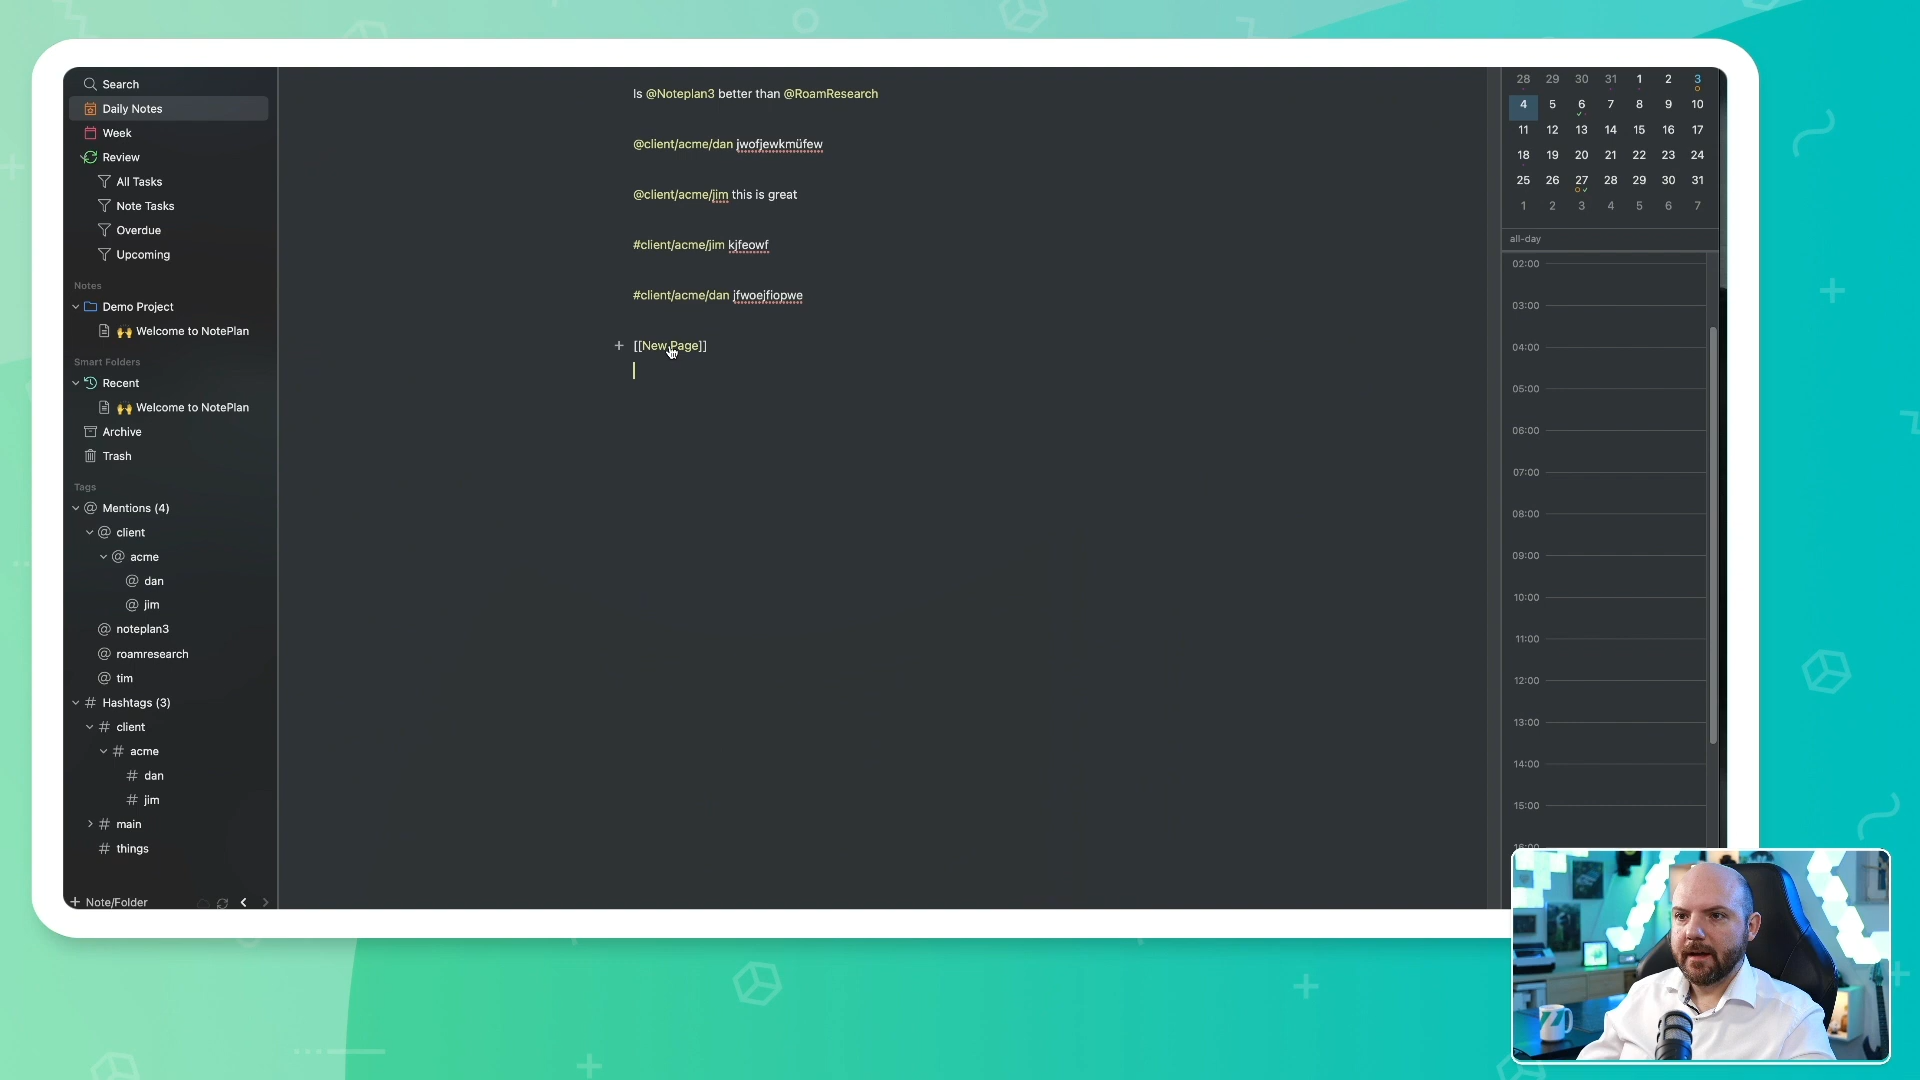 Search
Daily Notes
Week
Review
All Tasks
Note Tasks
Overdue
Upcoming
Notes
Demo Project
🙌 Welcome to NotePlan
Smart Folders
Recent
🙌 Welcome to NotePlan
Archive
Trash
Tags
@ Mentions (4)
@ client
@ acme
@ dan
@ jim
@ noteplan3
@ roamresearch
@ tim
# Hashtags (3)
# client
# acme
# dan
# jim
# main
# things
+ Note/Folder
Is @Noteplan3 better than @RoamResearch
@client/acme/dan jwofjewkmüfew
@client/acme/jim this is great
#client/acme/jim kjfeowf
#client/acme/dan jfwoejfiopwe
+ [[New Page]]
28 29 30 31 1 2 3
4 5 6 7 8 9 10
11 12 13 14 15 16 17
18 19 20 21 22 23 24
25 26 27 28 29 30 31
1 2 3 4 5 6 7
all-day
02:00
03:00
04:00
05:00
06:00
07:00
08:00
09:00
10:00
11:00
12:00
13:00
14:00
15:00
16:00